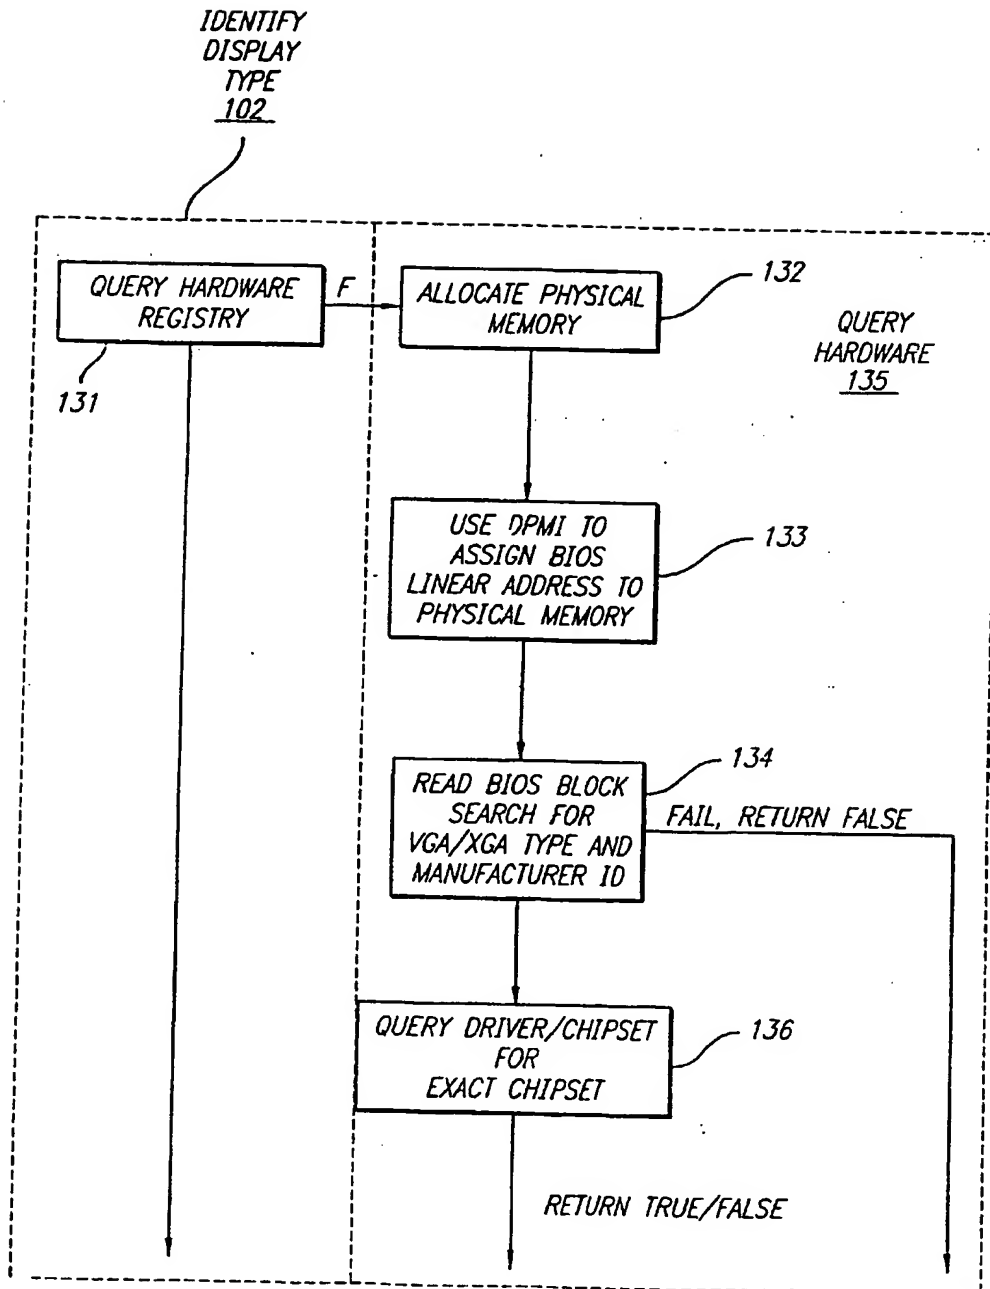 IDENTIFY
DISPLAY
TYPE
102
QUERY HARDWARE
REGISTRY
131
F
ALLOCATE PHYSICAL
MEMORY
132
QUERY
HARDWARE
135
USE DPMI TO
ASSIGN BIOS
LINEAR ADDRESS TO
PHYSICAL MEMORY
133
READ BIOS BLOCK
SEARCH FOR
VGA/XGA TYPE AND
MANUFACTURER ID
134
FAIL, RETURN FALSE
QUERY DRIVER/CHIPSET
FOR
EXACT CHIPSET
136
RETURN TRUE/FALSE